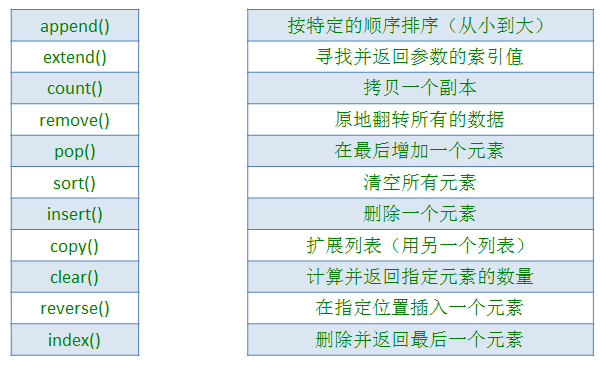 append() 按特定的顺序排序（从小到大）
extend() 寻找并返回参数的索引值
count() 拷贝一个副本
remove() 原地翻转所有的数据
pop() 在最后增加一个元素
sort() 清空所有元素
insert() 删除一个元素
copy() 扩展列表（用另一个列表）
clear() 计算并返回指定元素的数量
reverse() 在指定位置插入一个元素
index() 删除并返回最后一个元素